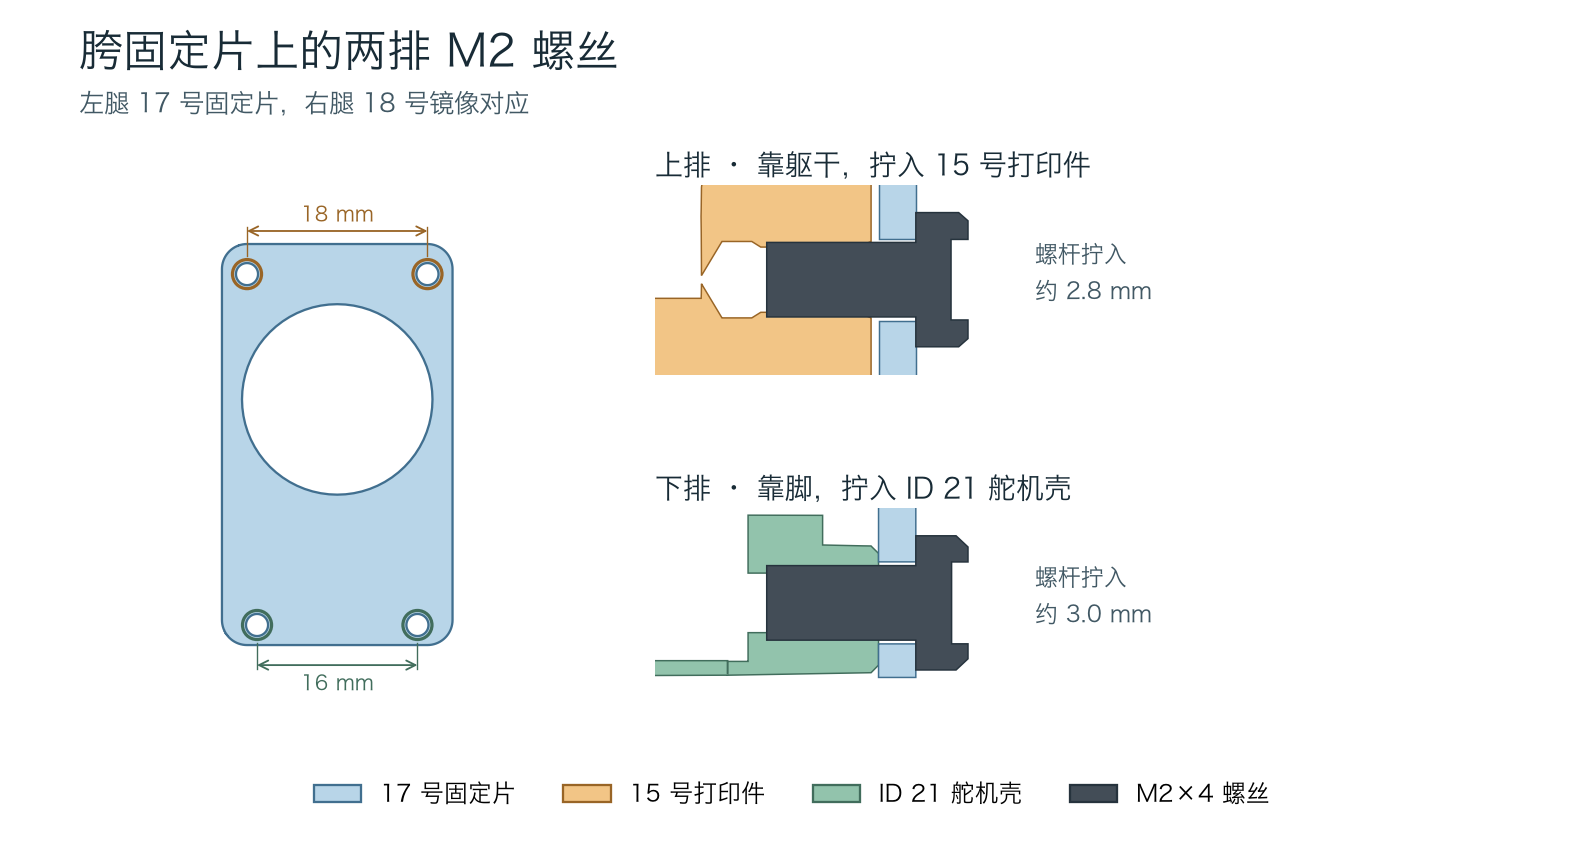 胯固定片上的两排 M2 螺丝
左腿 17 号固定片，右腿 18 号镜像对应
上排 · 靠躯干，拧入 15 号打印件
18 mm
螺杆拧入
约 2.8 mm
下排 · 靠脚，拧入 ID 21 舵机壳
螺杆拧入
约 3.0 mm
16 mm
17 号固定片
15 号打印件
ID 21 舵机壳
M2×4 螺丝